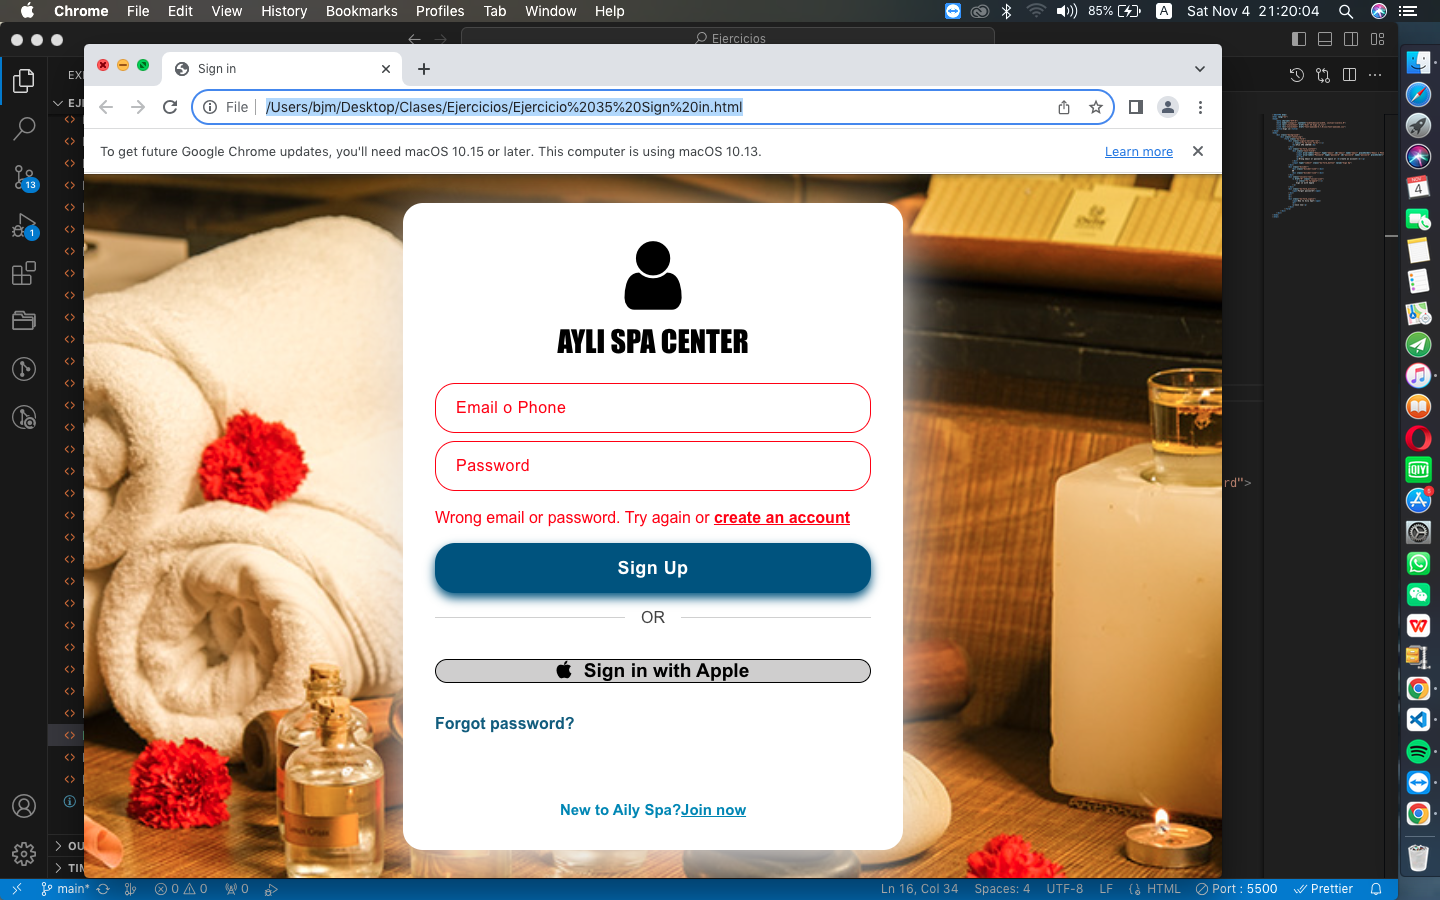 Chrome File Edit View History Bookmarks Profiles Tab Window Help 85% A Sat Nov 4 21:20:04
Ejercicios
Sign in
File /Users/bjm/Desktop/Clases/Ejercicios/Ejercicio%2035%20Sign%20in.html
To get future Google Chrome updates, you'll need macOS 10.15 or later. This computer is using macOS 10.13. Learn more
AYLI SPA CENTER
Email o Phone
Password
Wrong email or password. Try again or create an account
Sign Up
OR
Sign in with Apple
Forgot password?
New to Aily Spa?Join now
EX
EJ
13
1
OU
TIM
rd">
NOV
4
QIY
main* 0 0 0 Ln 16, Col 34 Spaces: 4 UTF-8 LF HTML Port : 5500 Prettier